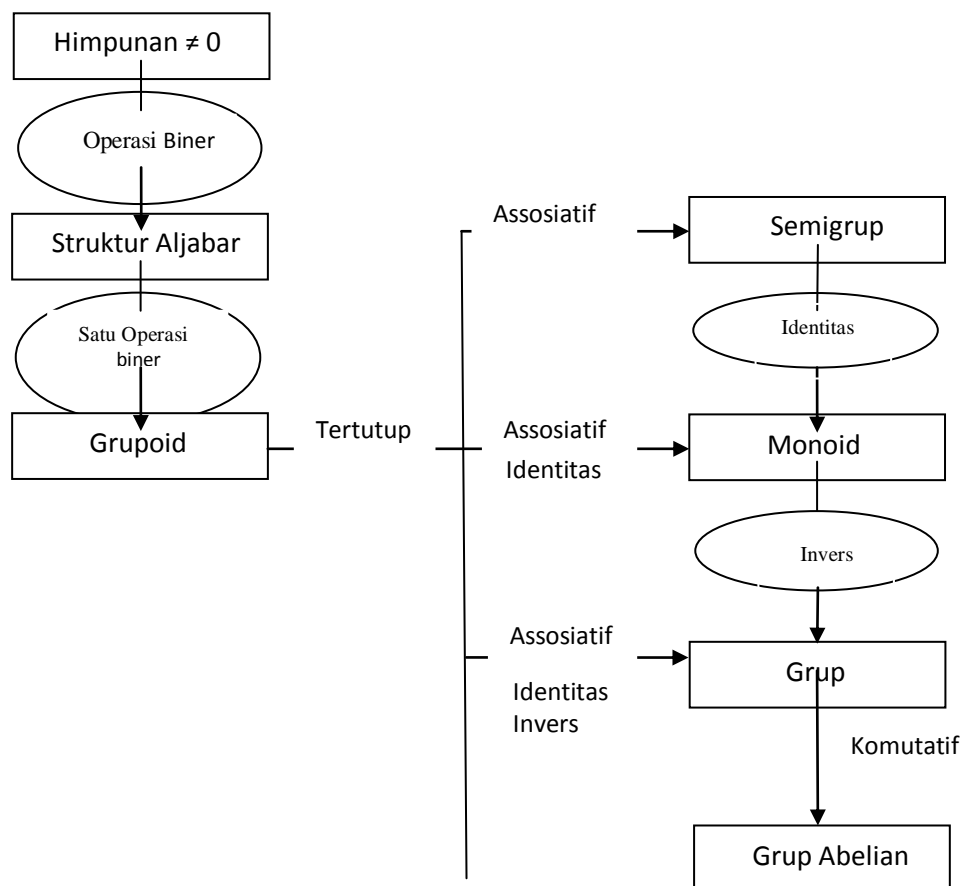 Himpunan ≠ 0
Operasi Biner
Struktur Aljabar
Satu Operasi
biner
Grupoid
Tertutup
Assosiatif
Semigrup
Identitas
Assosiatif
Identitas
Monoid
Invers
Assosiatif
Identitas
Invers
Grup
Komutatif
Grup Abelian